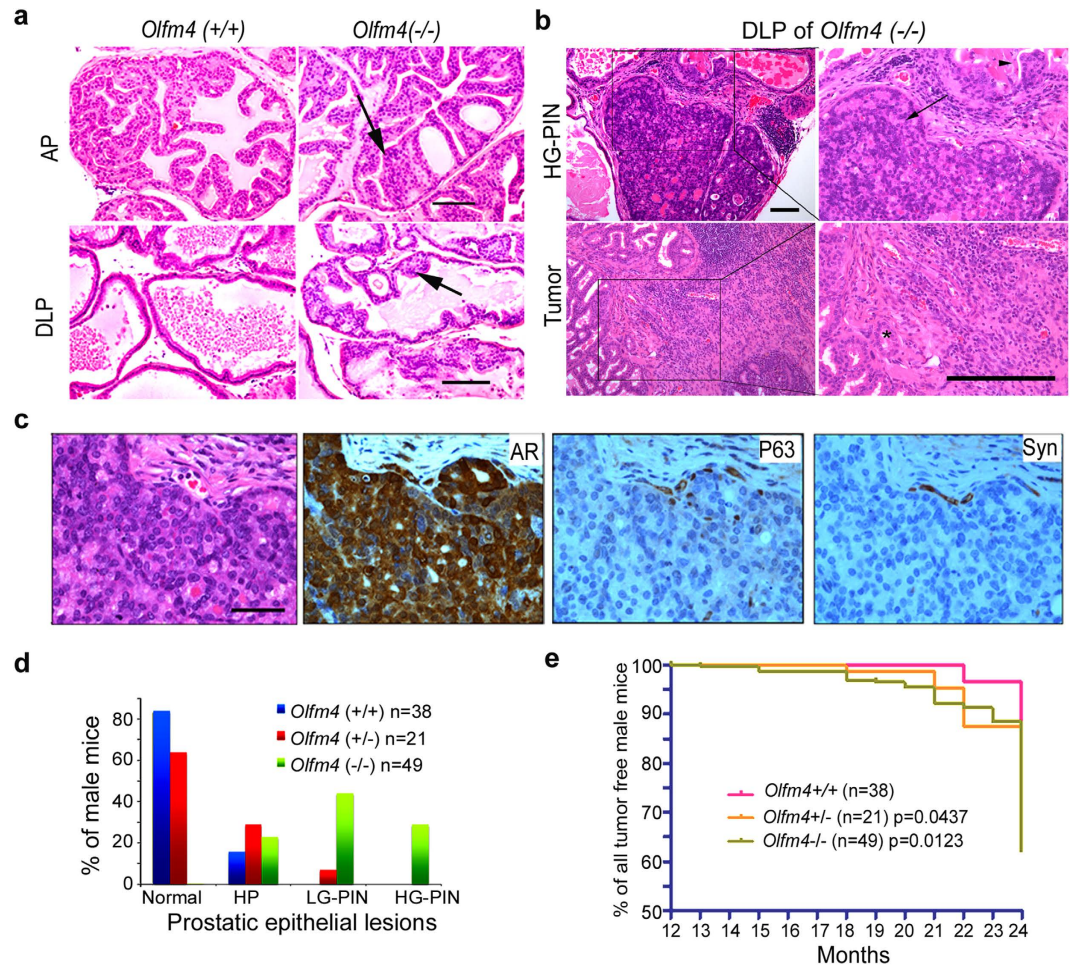 a
Olfm4 (+/+)
Olfm4(-/-)
AP
DLP
b
DLP of Olfm4 (-/-)
HG-PIN
Tumor
*
c
AR
P63
Syn
d
% of male mice
80
60
40
20
0
Olfm4 (+/+) n=38
Olfm4 (+/-) n=21
Olfm4 (-/-) n=49
Normal HP LG-PIN HG-PIN
Prostatic epithelial lesions
e
% of all tumor free male mice
100
90
80
70
60
50
Olfm4+/+ (n=38)
Olfm4+/- (n=21) p=0.0437
Olfm4-/- (n=49) p=0.0123
12 13 14 15 16 17 18 19 20 21 22 23 24
Months